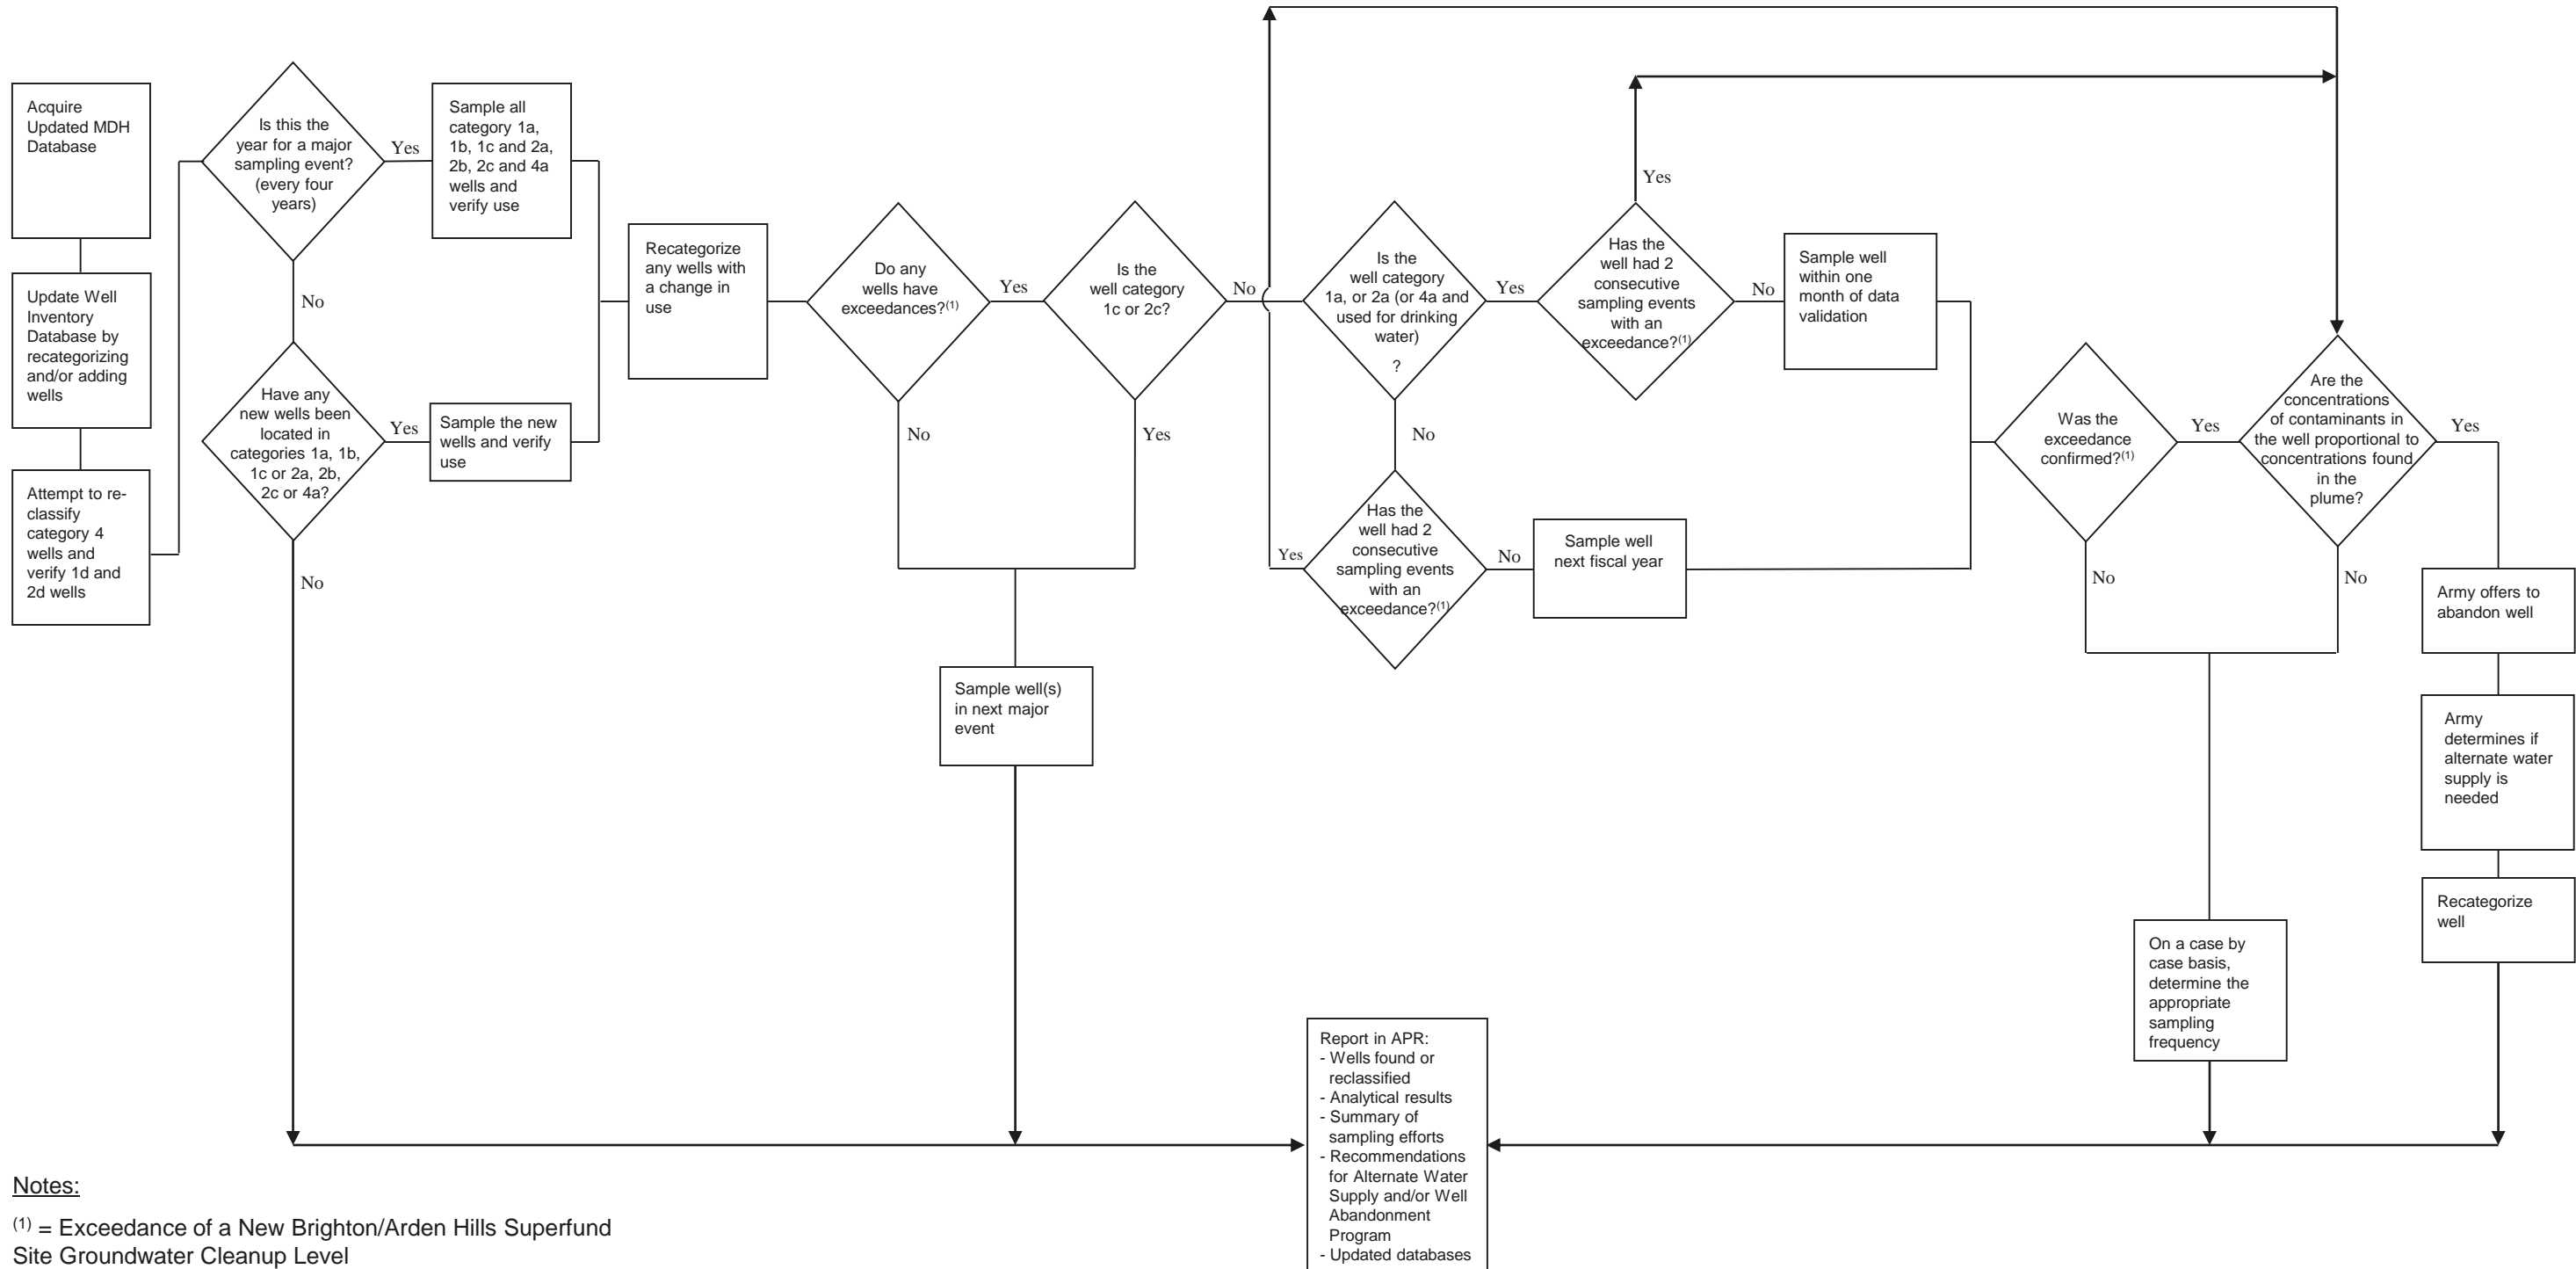 Acquire
Updated MDH
Database
Update Well
Inventory
Database by
recategorizing
and/or adding
wells
Attempt to re-
classify
category 4
wells and
verify 1d and
2d wells
Is this the
year for a major
sampling event?
(every four
years)
Yes
No
Have any
new wells been
located in
categories 1a, 1b,
1c or 2a, 2b,
2c or 4a?
Yes
No
Sample all
category 1a,
1b, 1c and 2a,
2b, 2c and 4a
wells and
verify use
Sample the new
wells and verify
use
Recategorize
any wells with
a change in
use
Do any
wells have
exceedances?(1)
Yes
No
Is the
well category
1c or 2c?
No
Yes
Sample well(s)
in next major
event
Is the
well category
1a, or 2a (or 4a and
used for drinking
water)
?
Yes
No
Has the
well had 2
consecutive
sampling events
with an
exceedance?(1)
Yes
No
Sample well
within one
month of data
validation
Has the
well had 2
consecutive
sampling events
with an
exceedance?(1)
Yes
No
Sample well
next fiscal year
Was the
exceedance
confirmed?(1)
Yes
No
Are the
concentrations
of contaminants in
the well proportional to
concentrations found
in the
plume?
Yes
No
Army offers to
abandon well
Army
determines if
alternate water
supply is
needed
Recategorize
well
On a case by
case basis,
determine the
appropriate
sampling
frequency
Report in APR:
- Wells found or
reclassified
- Analytical results
- Summary of
sampling efforts
- Recommendations
for Alternate Water
Supply and/or Well
Abandonment
Program
- Updated databases
Notes:
(1) = Exceedance of a New Brighton/Arden Hills Superfund
Site Groundwater Cleanup Level